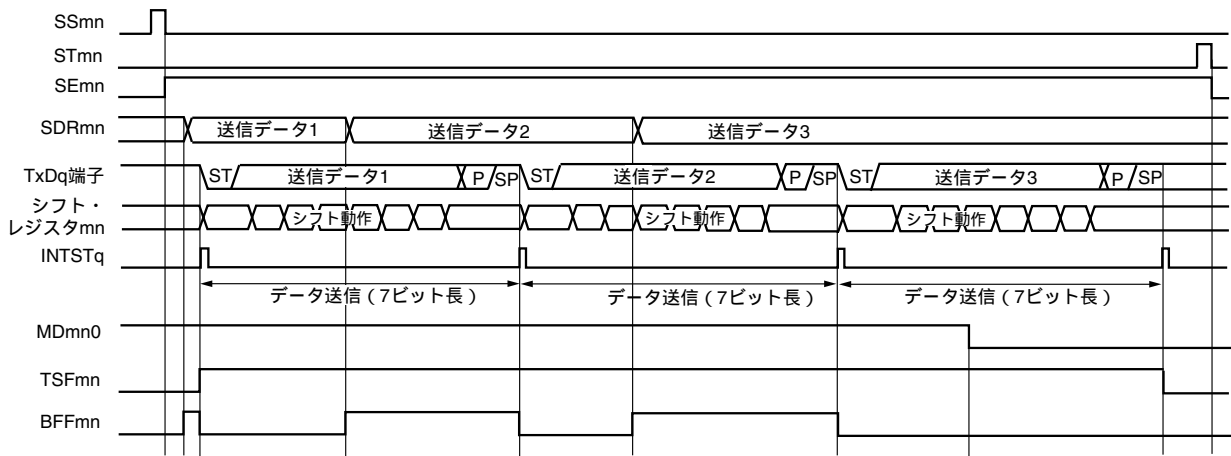 SSmn
STmn
SEmn
SDRmn 送信データ1 送信データ2 送信データ3
TxDq端子 ST 送信データ1 P SP ST 送信データ2 P SP ST 送信データ3 P SP
シフト・
レジスタmn シフト動作 シフト動作 シフト動作
INTSTq
データ送信（7ビット長） データ送信（7ビット長） データ送信（7ビット長）
MDmn0
TSFmn
BFFmn